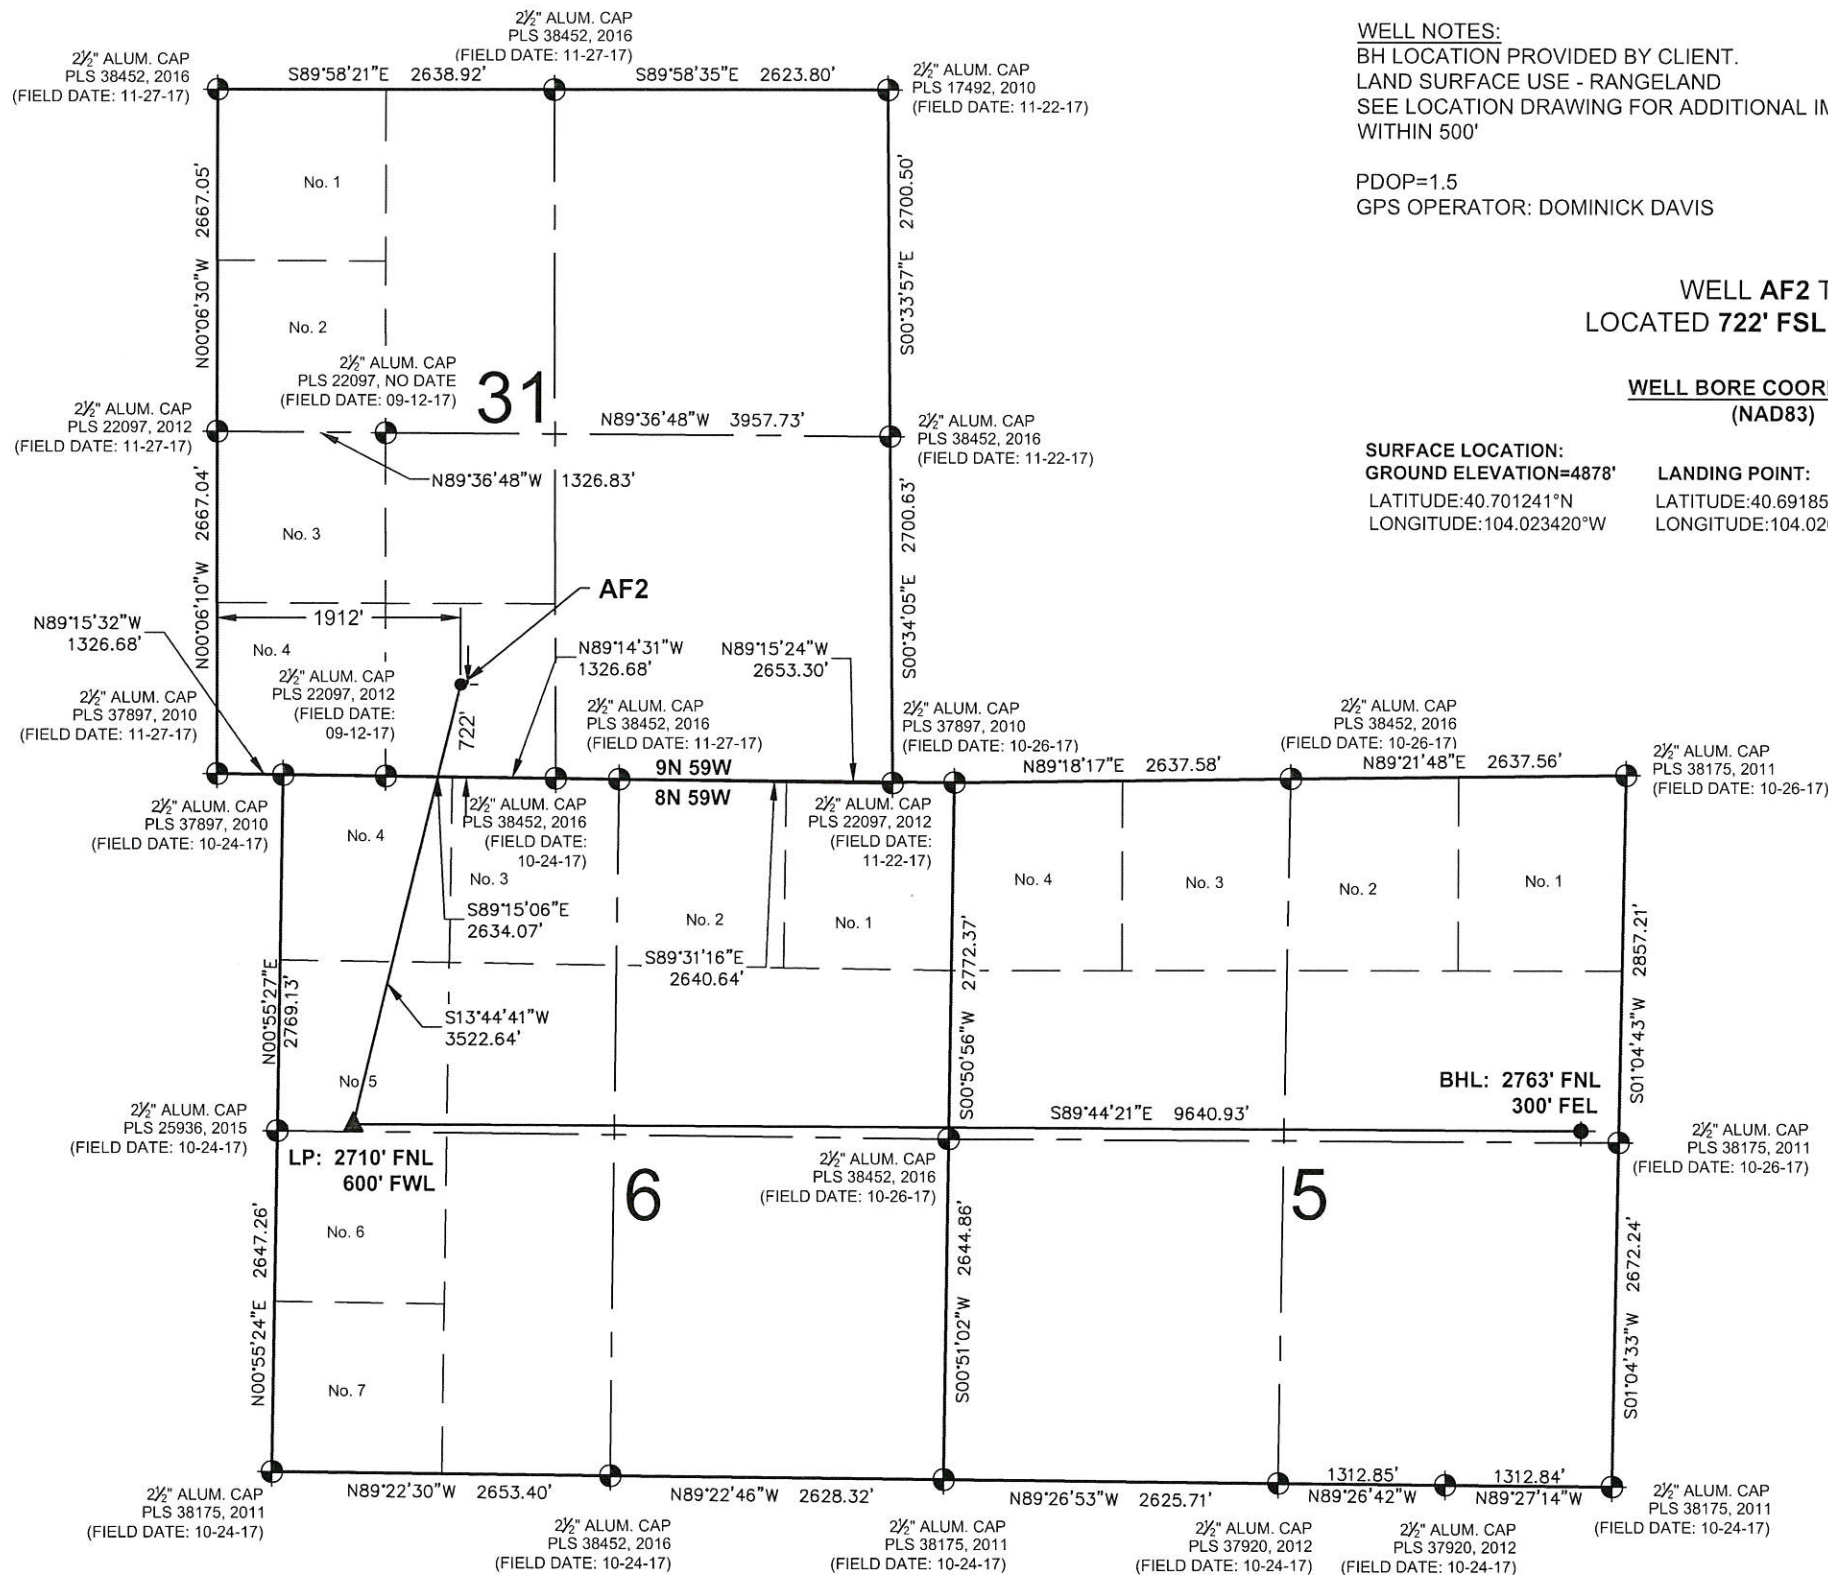 2½" ALUM. CAP
PLS 38452, 2016
(FIELD DATE: 11-27-17)
2½" ALUM. CAP
PLS 38452, 2016
(FIELD DATE: 11-27-17)
S89°58'21"E 2638.92'
S89°58'35"E 2623.80'
2½" ALUM. CAP
PLS 17492, 2010
(FIELD DATE: 11-22-17)
WELL NOTES:
BH LOCATION PROVIDED BY CLIENT.
LAND SURFACE USE - RANGELAND
SEE LOCATION DRAWING FOR ADDITIONAL
WITHIN 500'
PDOP=1.5
GPS OPERATOR: DOMINICK DAVIS
WELL AF2
LOCATED 722' FSL
WELL BORE
(NAD83)
SURFACE LOCATION:
GROUND ELEVATION=4878'
LATITUDE:40.701241°N
LONGITUDE:104.023420°W
LANDING POINT:
LATITUDE:40.69185
LONGITUDE:104.02
N00°06'30"W 2667.05'
No. 1
No. 2
S00°33'57"E 2700.50'
2½" ALUM. CAP
PLS 22097, NO DATE
(FIELD DATE: 09-12-17)
31
2½" ALUM. CAP
PLS 22097, 2012
(FIELD DATE: 11-27-17)
N89°36'48"W 3957.73'
2½" ALUM. CAP
PLS 38452, 2016
(FIELD DATE: 11-22-17)
N89°36'48"W 1326.83'
N00°06'10"W 2667.04'
No. 3
S00°34'05"E 2700.63'
AF2
1912'
N89°15'32"W
1326.68'
No. 4
N89°14'31"W
1326.68'
N89°15'24"W
2653.30'
2½" ALUM. CAP
PLS 22097, 2012
(FIELD DATE:
09-12-17)
2½" ALUM. CAP
PLS 37897, 2010
(FIELD DATE: 11-27-17)
722'
2½" ALUM. CAP
PLS 38452, 2016
(FIELD DATE: 11-27-17)
2½" ALUM. CAP
PLS 37897, 2010
(FIELD DATE: 10-26-17)
2½" ALUM. CAP
PLS 38452, 2016
(FIELD DATE: 10-26-17)
2½" ALUM. CAP
PLS 38175, 2011
(FIELD DATE: 10-26-17)
9N 59W
8N 59W
N89°18'17"E 2637.58'
N89°21'48"E 2637.56'
2½" ALUM. CAP
PLS 37897, 2010
(FIELD DATE: 10-24-17)
No. 4
2½" ALUM. CAP
PLS 38452, 2016
(FIELD DATE:
10-24-17)
2½" ALUM. CAP
PLS 22097, 2012
(FIELD DATE:
11-22-17)
No. 3
No. 2
No. 1
No. 4
No. 3
No. 2
No. 1
S89°15'06"E
2634.07'
S89°31'16"E
2640.64'
N00°55'27"E
2769.13'
S00°50'56"W 2772.37'
S01°04'43"W 2857.21'
S13°44'41"W
3522.64'
No. 5
BHL: 2763' FNL
300' FEL
S89°44'21"E 9640.93'
2½" ALUM. CAP
PLS 25936, 2015
(FIELD DATE: 10-24-17)
LP: 2710' FNL
600' FWL
2½" ALUM. CAP
PLS 38452, 2016
(FIELD DATE: 10-26-17)
2½" ALUM. CAP
PLS 38175, 2011
(FIELD DATE: 10-26-17)
6
5
No. 6
N00°55'24"E 2647.26'
S00°51'02"W 2644.86'
S01°04'33"W 2672.24'
No. 7
N89°22'30"W 2653.40'
N89°22'46"W 2628.32'
N89°26'53"W 2625.71'
1312.85'
N89°26'42"W
1312.84'
N89°27'14"W
2½" ALUM. CAP
PLS 38175, 2011
(FIELD DATE: 10-24-17)
2½" ALUM. CAP
PLS 38452, 2016
(FIELD DATE: 10-24-17)
2½" ALUM. CAP
PLS 38175, 2011
(FIELD DATE: 10-24-17)
2½" ALUM. CAP
PLS 37920, 2012
(FIELD DATE: 10-24-17)
2½" ALUM. CAP
PLS 37920, 2012
(FIELD DATE: 10-24-17)
2½" ALUM. CAP
PLS 38175, 2011
(FIELD DATE: 10-24-17)